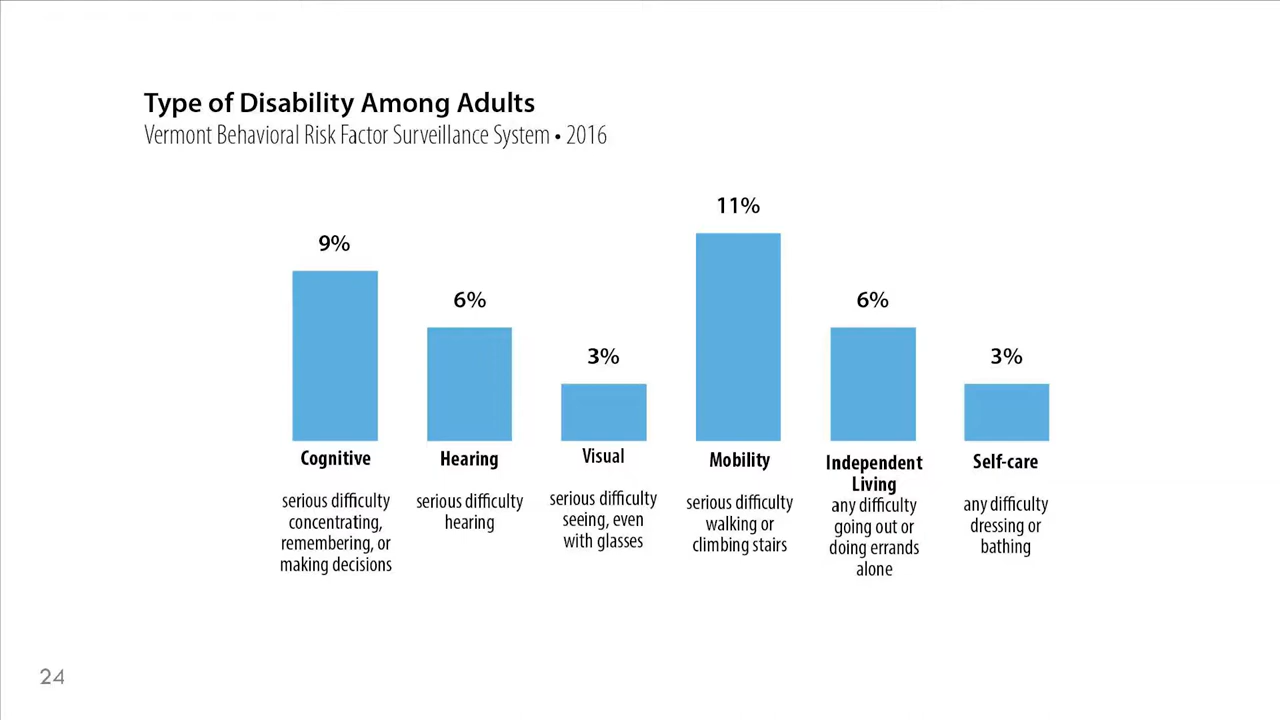 Type of Disability Among Adults
Vermont Behavioral Risk Factor Surveillance System • 2016
9%
6%
3%
11%
6%
3%
Cognitive
serious difficulty
concentrating,
remembering, or
making decisions
Hearing
serious difficulty
hearing
Visual
serious difficulty
seeing, even
with glasses
Mobility
serious difficulty
walking or
climbing stairs
Independent
Living
any difficulty
going out or
doing errands
alone
Self-care
any difficulty
dressing or
bathing
24